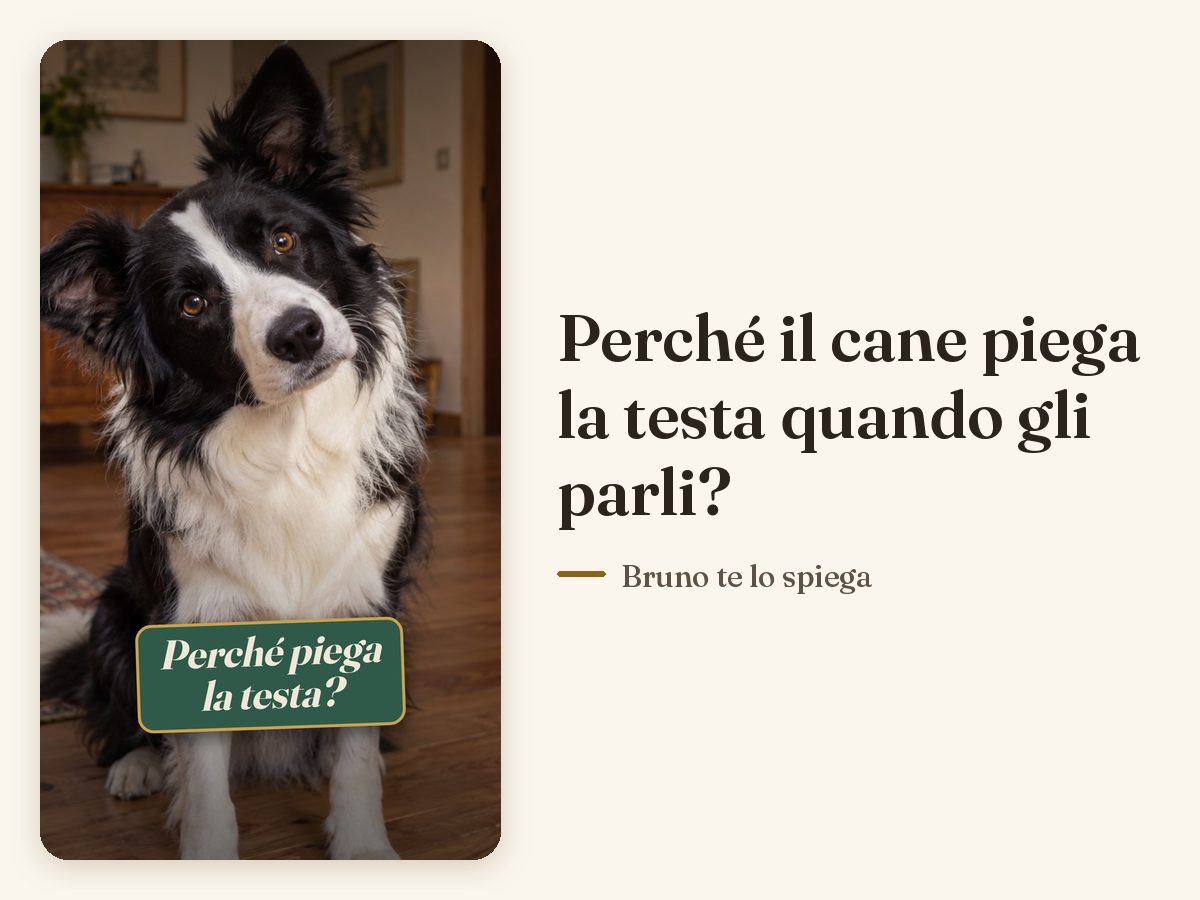 Perché piega
la testa?
Perché il cane piega
la testa quando gli
parli?
Bruno te lo spiega